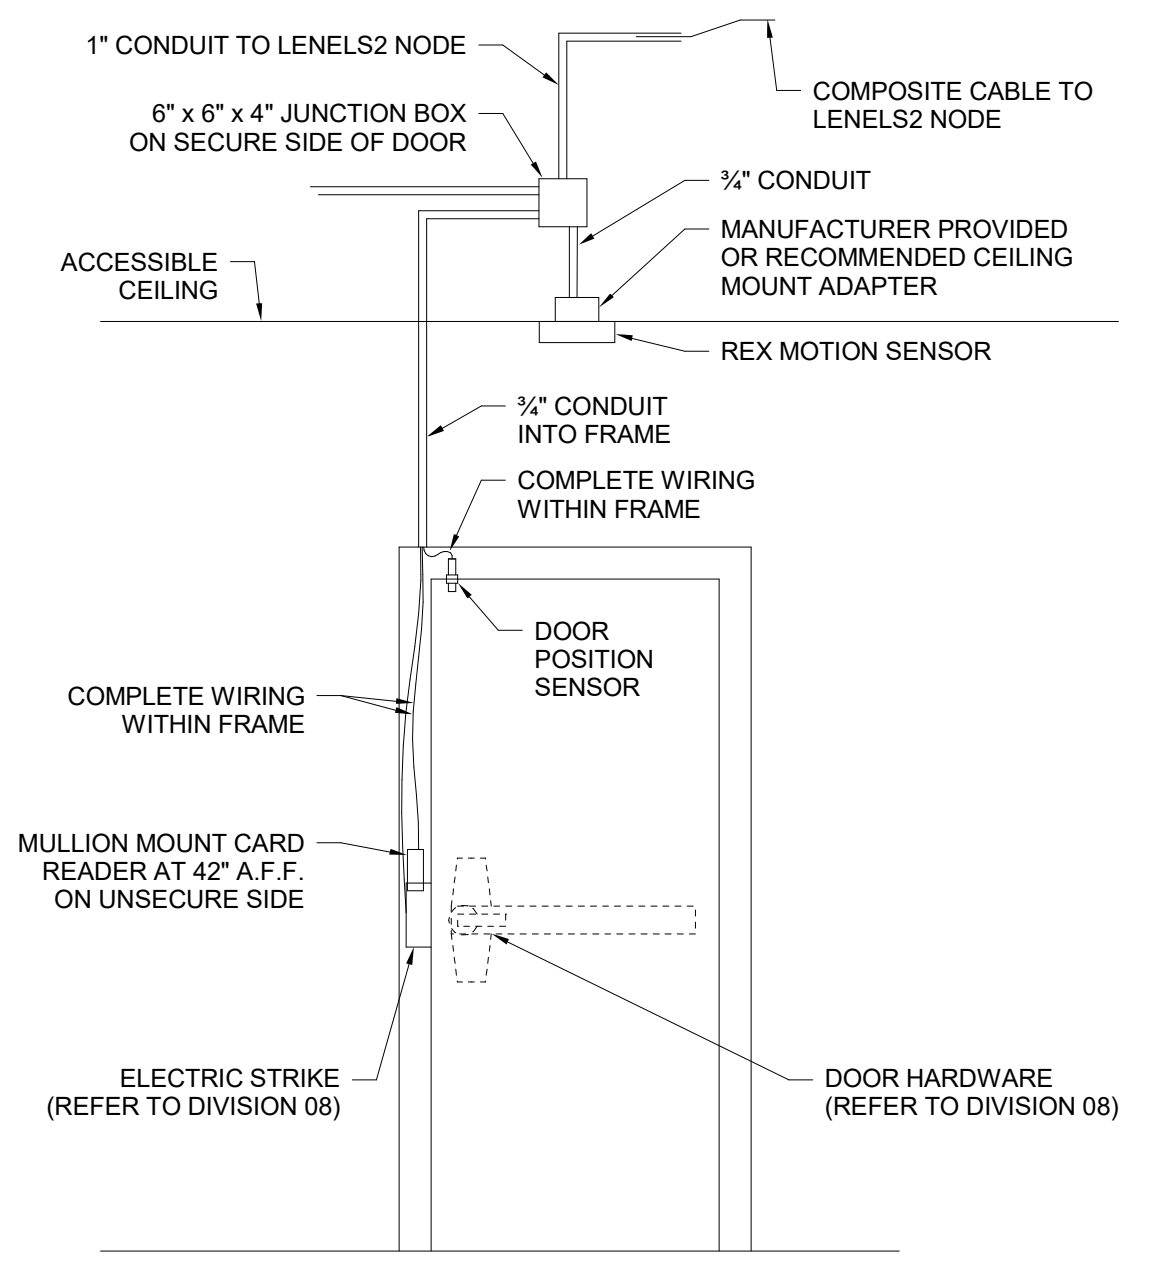 1" CONDUIT TO LENELS2 NODE
COMPOSITE CABLE TO
LENELS2 NODE
6" x 6" x 4" JUNCTION BOX
ON SECURE SIDE OF DOOR
¾" CONDUIT
MANUFACTURER PROVIDED
OR RECOMMENDED CEILING
MOUNT ADAPTER
ACCESSIBLE
CEILING
REX MOTION SENSOR
¾" CONDUIT
INTO FRAME
COMPLETE WIRING
WITHIN FRAME
DOOR
POSITION
SENSOR
COMPLETE WIRING
WITHIN FRAME
MULLION MOUNT CARD
READER AT 42" A.F.F.
ON UNSECURE SIDE
ELECTRIC STRIKE
(REFER TO DIVISION 08)
DOOR HARDWARE
(REFER TO DIVISION 08)